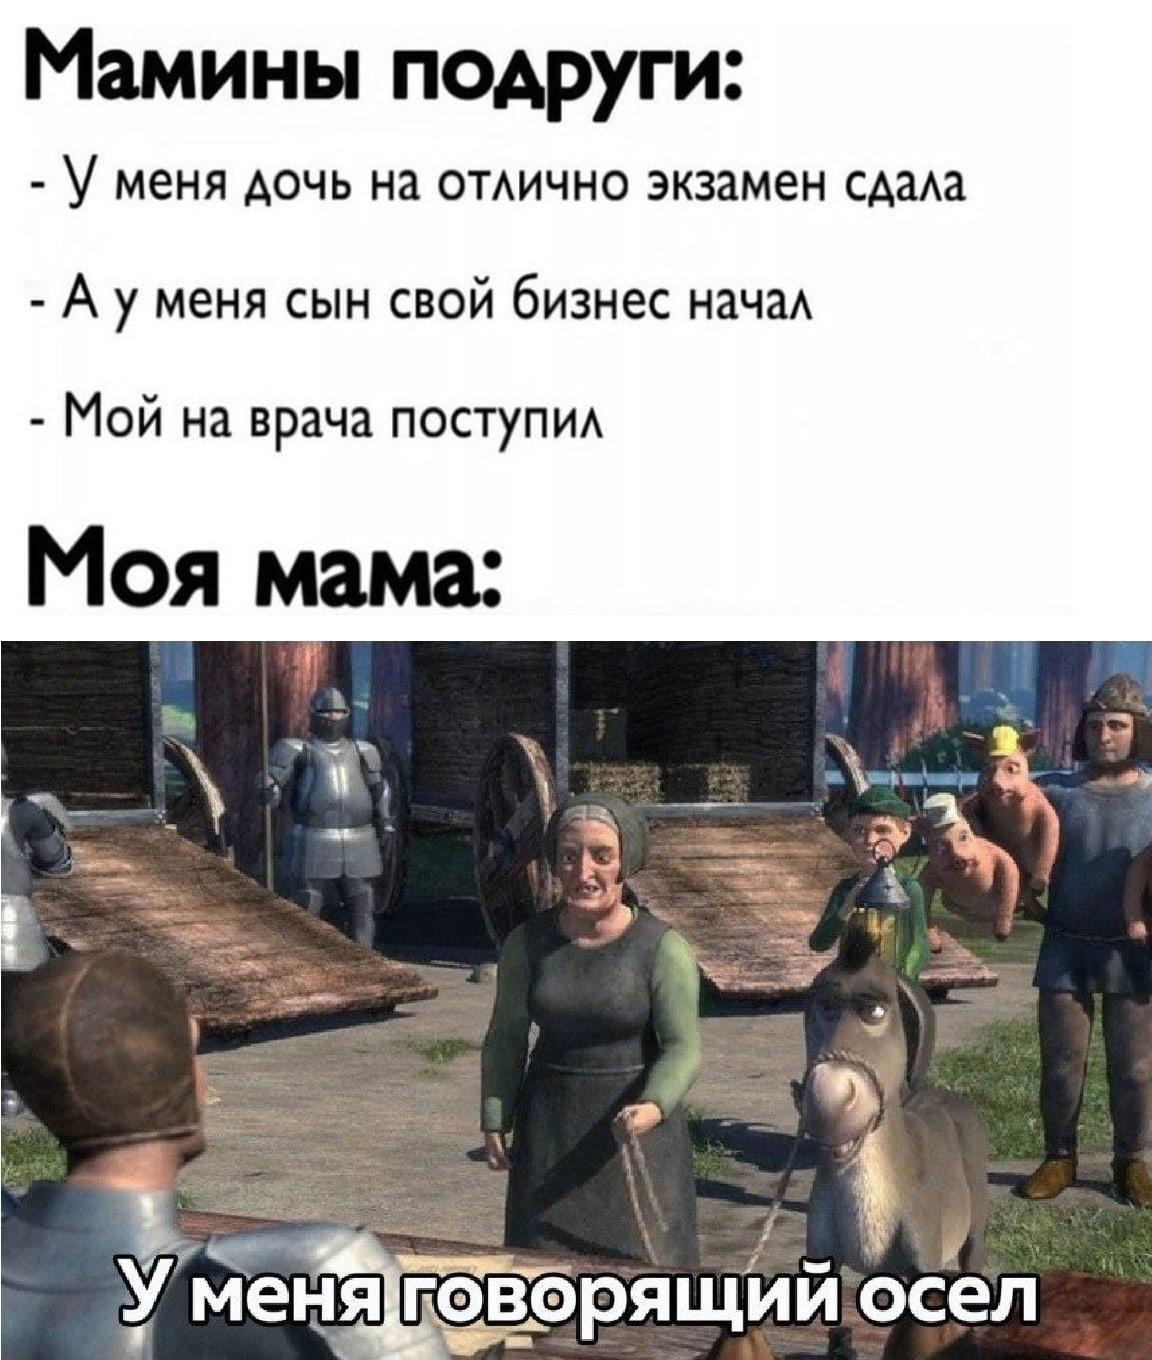 Мамины подруги:
- У меня дочь на отлично экзамен сдала
- А у меня сын свой бизнес начал
- Мой на врача поступил
Моя мама:
У меня говорящий осел